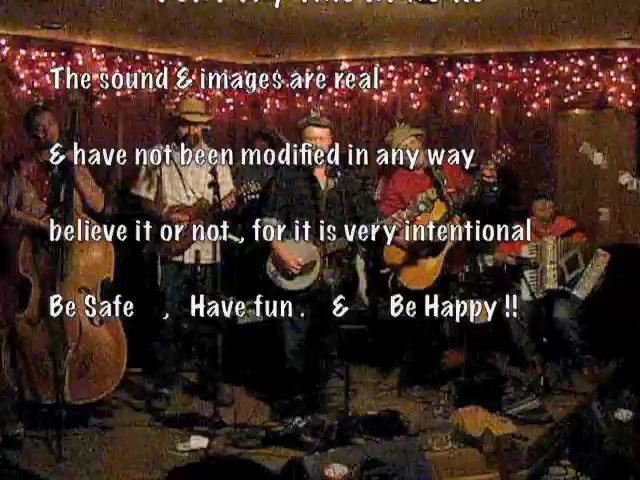 The sound & images are real
& have not been modified in any way
believe it or not , for it is very intentional
Be Safe , Have fun . & Be Happy !!